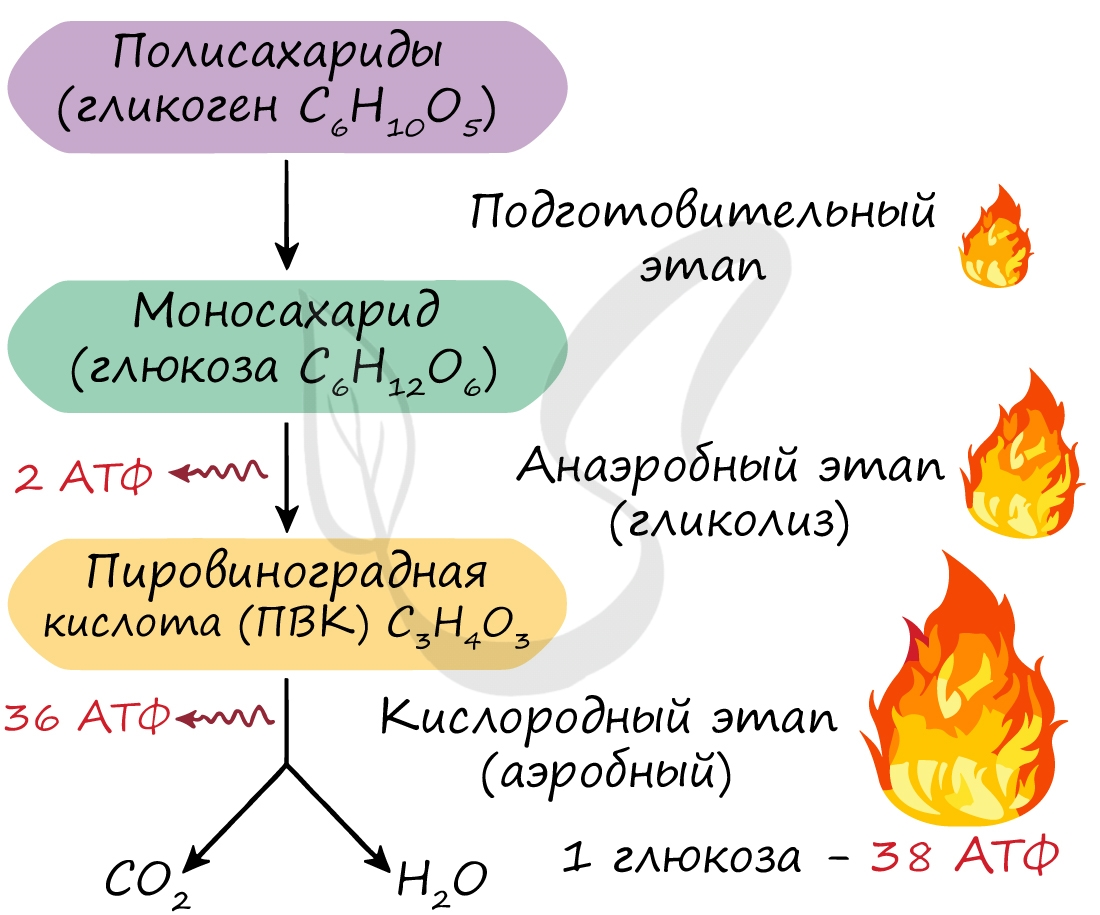 Полисахариды
(гликоген C₆H₁₀O₅)
Подготовительный
этап
Моносахарид
(глюкоза C₆H₁₂O₆)
2 АТФ
Анаэробный этап
(гликолиз)
Пировиноградная
кислота (ПВК) C₃H₄O₃
36 АТФ
Кислородный этап
(аэробный)
CO₂
H₂O
1 глюкоза - 38 АТФ